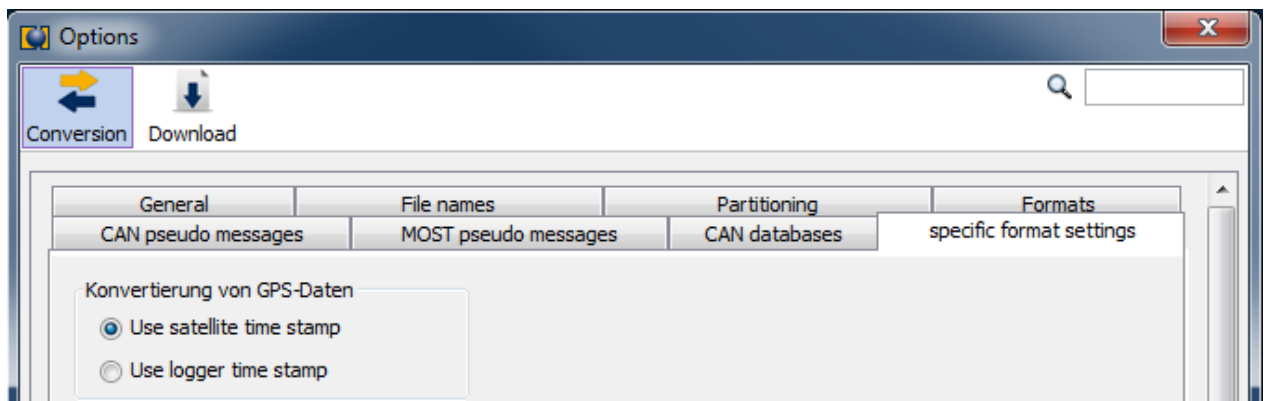 Options
Conversion
Download
General
File names
Partitioning
Formats
CAN pseudo messages
MOST pseudo messages
CAN databases
specific format settings
Konvertierung von GPS-Daten
Use satellite time stamp
Use logger time stamp